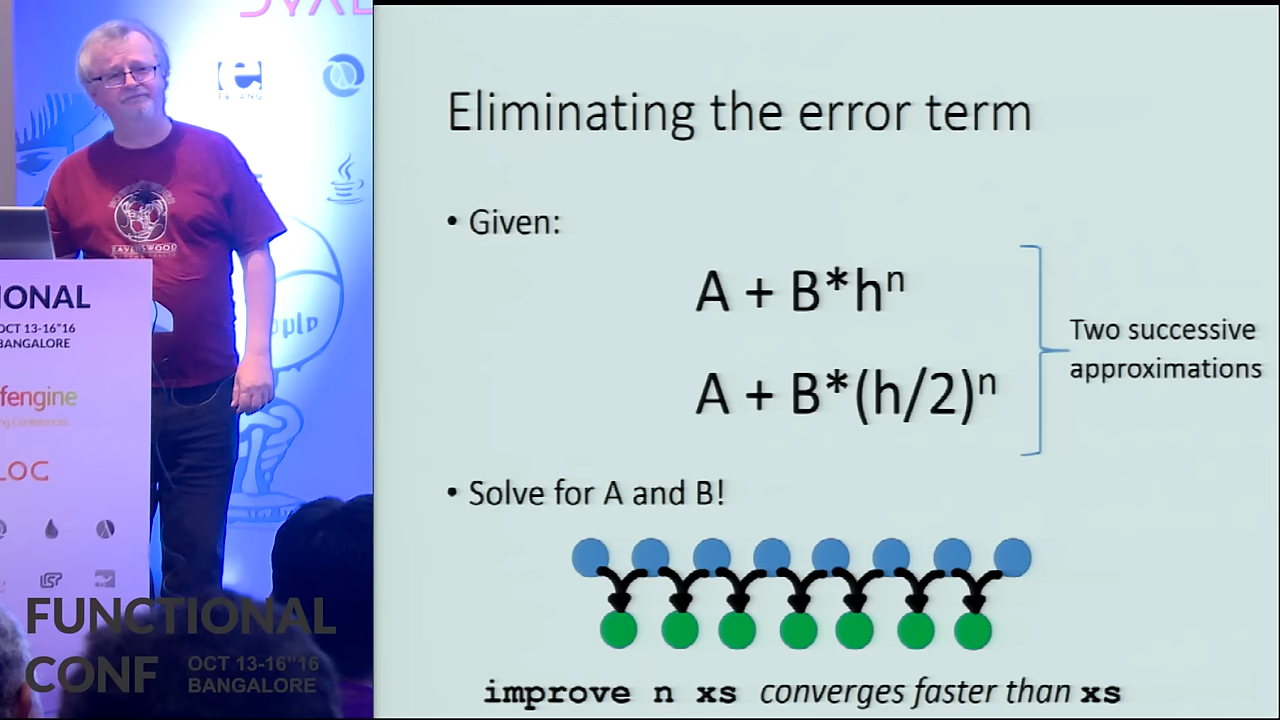 Eliminating the error term
• Given:
A + B*hⁿ
A + B*(h/2)ⁿ
Two successive
approximations
• Solve for A and B!
improve n xs converges faster than xs
RAVENSWOOD
IONAL
OCT 13-16"16
BANGALORE
fengine
LOC
FUNCTIONAL
CONF
OCT 13-16"16
BANGALORE